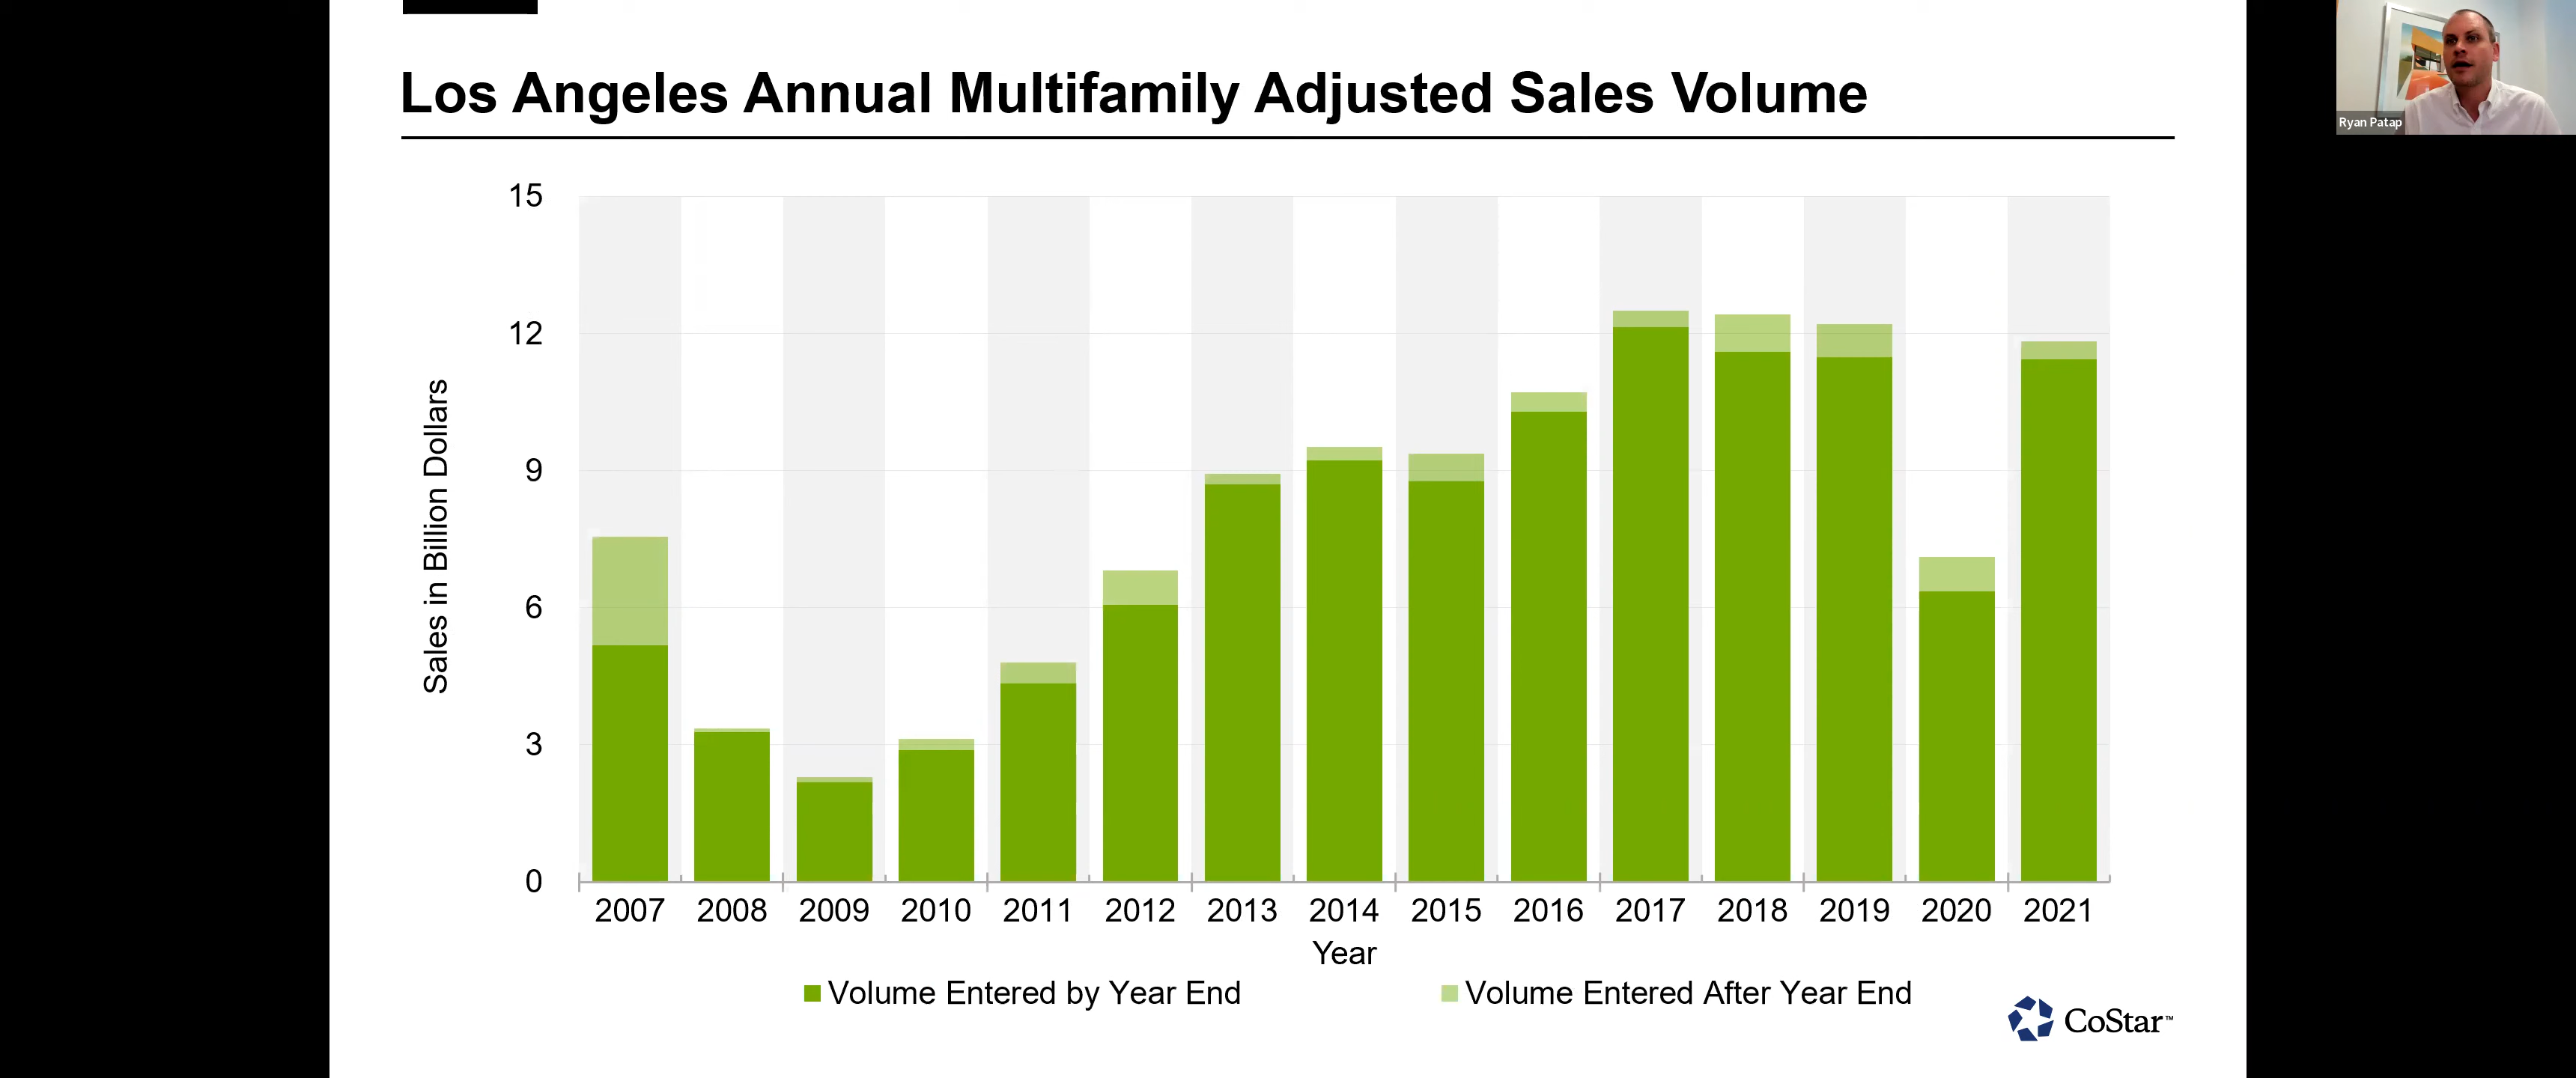 Los Angeles Annual Multifamily Adjusted Sales Volume
Ryan Patap
Sales in Billion Dollars
15
12
9
6
3
0
2007 2008 2009 2010 2011 2012 2013 2014 2015 2016 2017 2018 2019 2020 2021
Year
Volume Entered by Year End Volume Entered After Year End
CoStar™